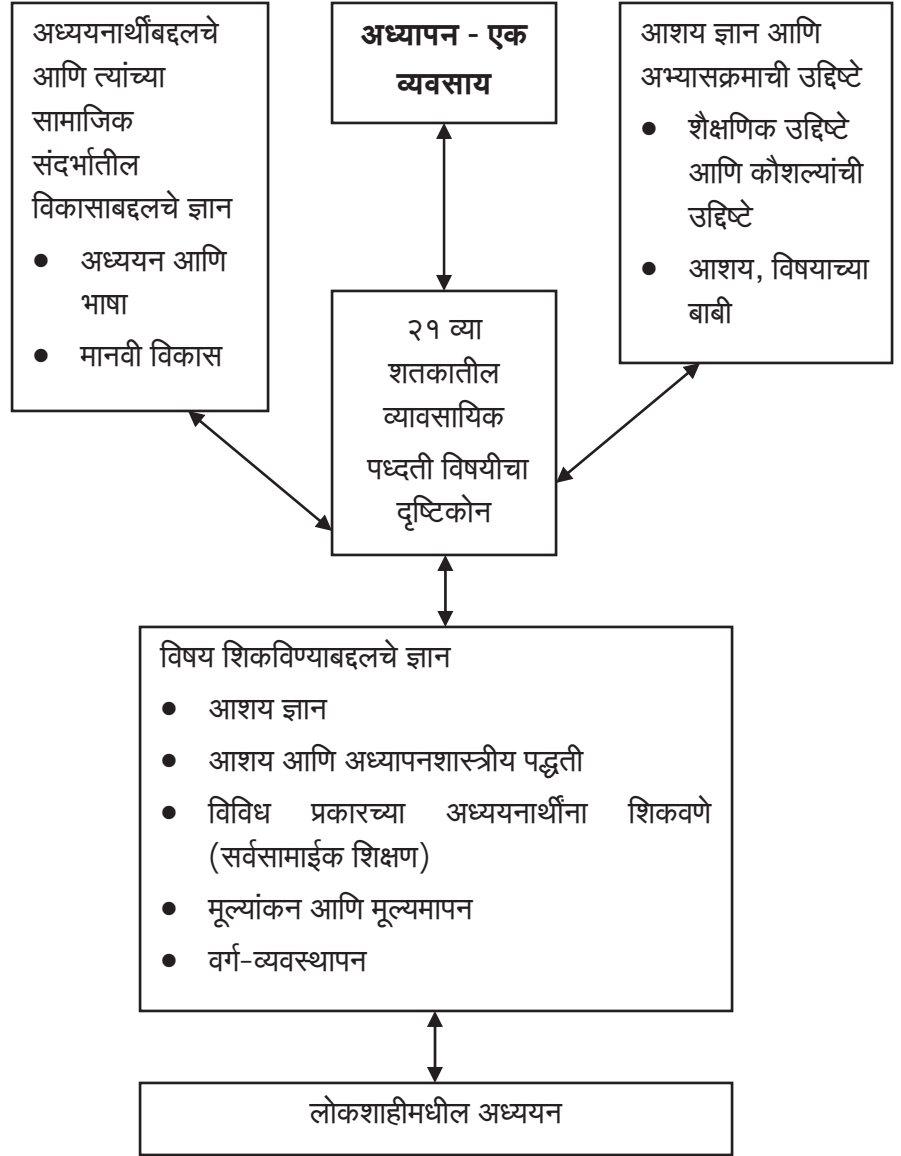 अध्ययनार्थीबद्दलचे
आणि त्यांच्या
सामाजिक
संदर्भातील
विकासाबद्दलचे ज्ञान
● अध्ययन आणि
भाषा
● मानवी विकास
अध्यापन - एक
व्यवसाय
आशय ज्ञान आणि
अभ्यासक्रमाची उद्दिष्टे
● शैक्षणिक उद्दिष्टे
आणि कौशल्यांची
उद्दिष्टे
● आशय, विषयाच्या
बाबी
२१ व्या
शतकातील
व्यावसायिक
पध्दती विषयीचा
दृष्टिकोन
विषय शिकविण्याबद्दलचे ज्ञान
● आशय ज्ञान
● आशय आणि अध्यापनशास्त्रीय पद्धती
● विविध प्रकारच्या अध्ययनार्थींना शिकवणे
(सर्वसामाईक शिक्षण)
● मूल्यांकन आणि मूल्यमापन
● वर्ग-व्यवस्थापन
लोकशाहीमधील अध्ययन